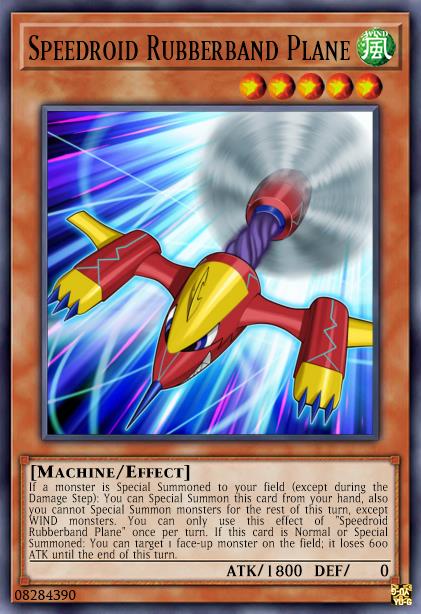 SPEEDROID RUBBERBAND PLANE
WIND
風
[MACHINE/EFFECT]
If a monster is Special Summoned to your field (except during the
Damage Step): You can Special Summon this card from your hand, also
you cannot Special Summon monsters for the rest of this turn, except
WIND monsters. You can only use this effect of "Speedroid
Rubberband Plane" once per turn. If this card is Normal or Special
Summoned: You can target 1 face-up monster on the field; it loses 600
ATK until the end of this turn.
ATK/1800 DEF/ 0
08284390